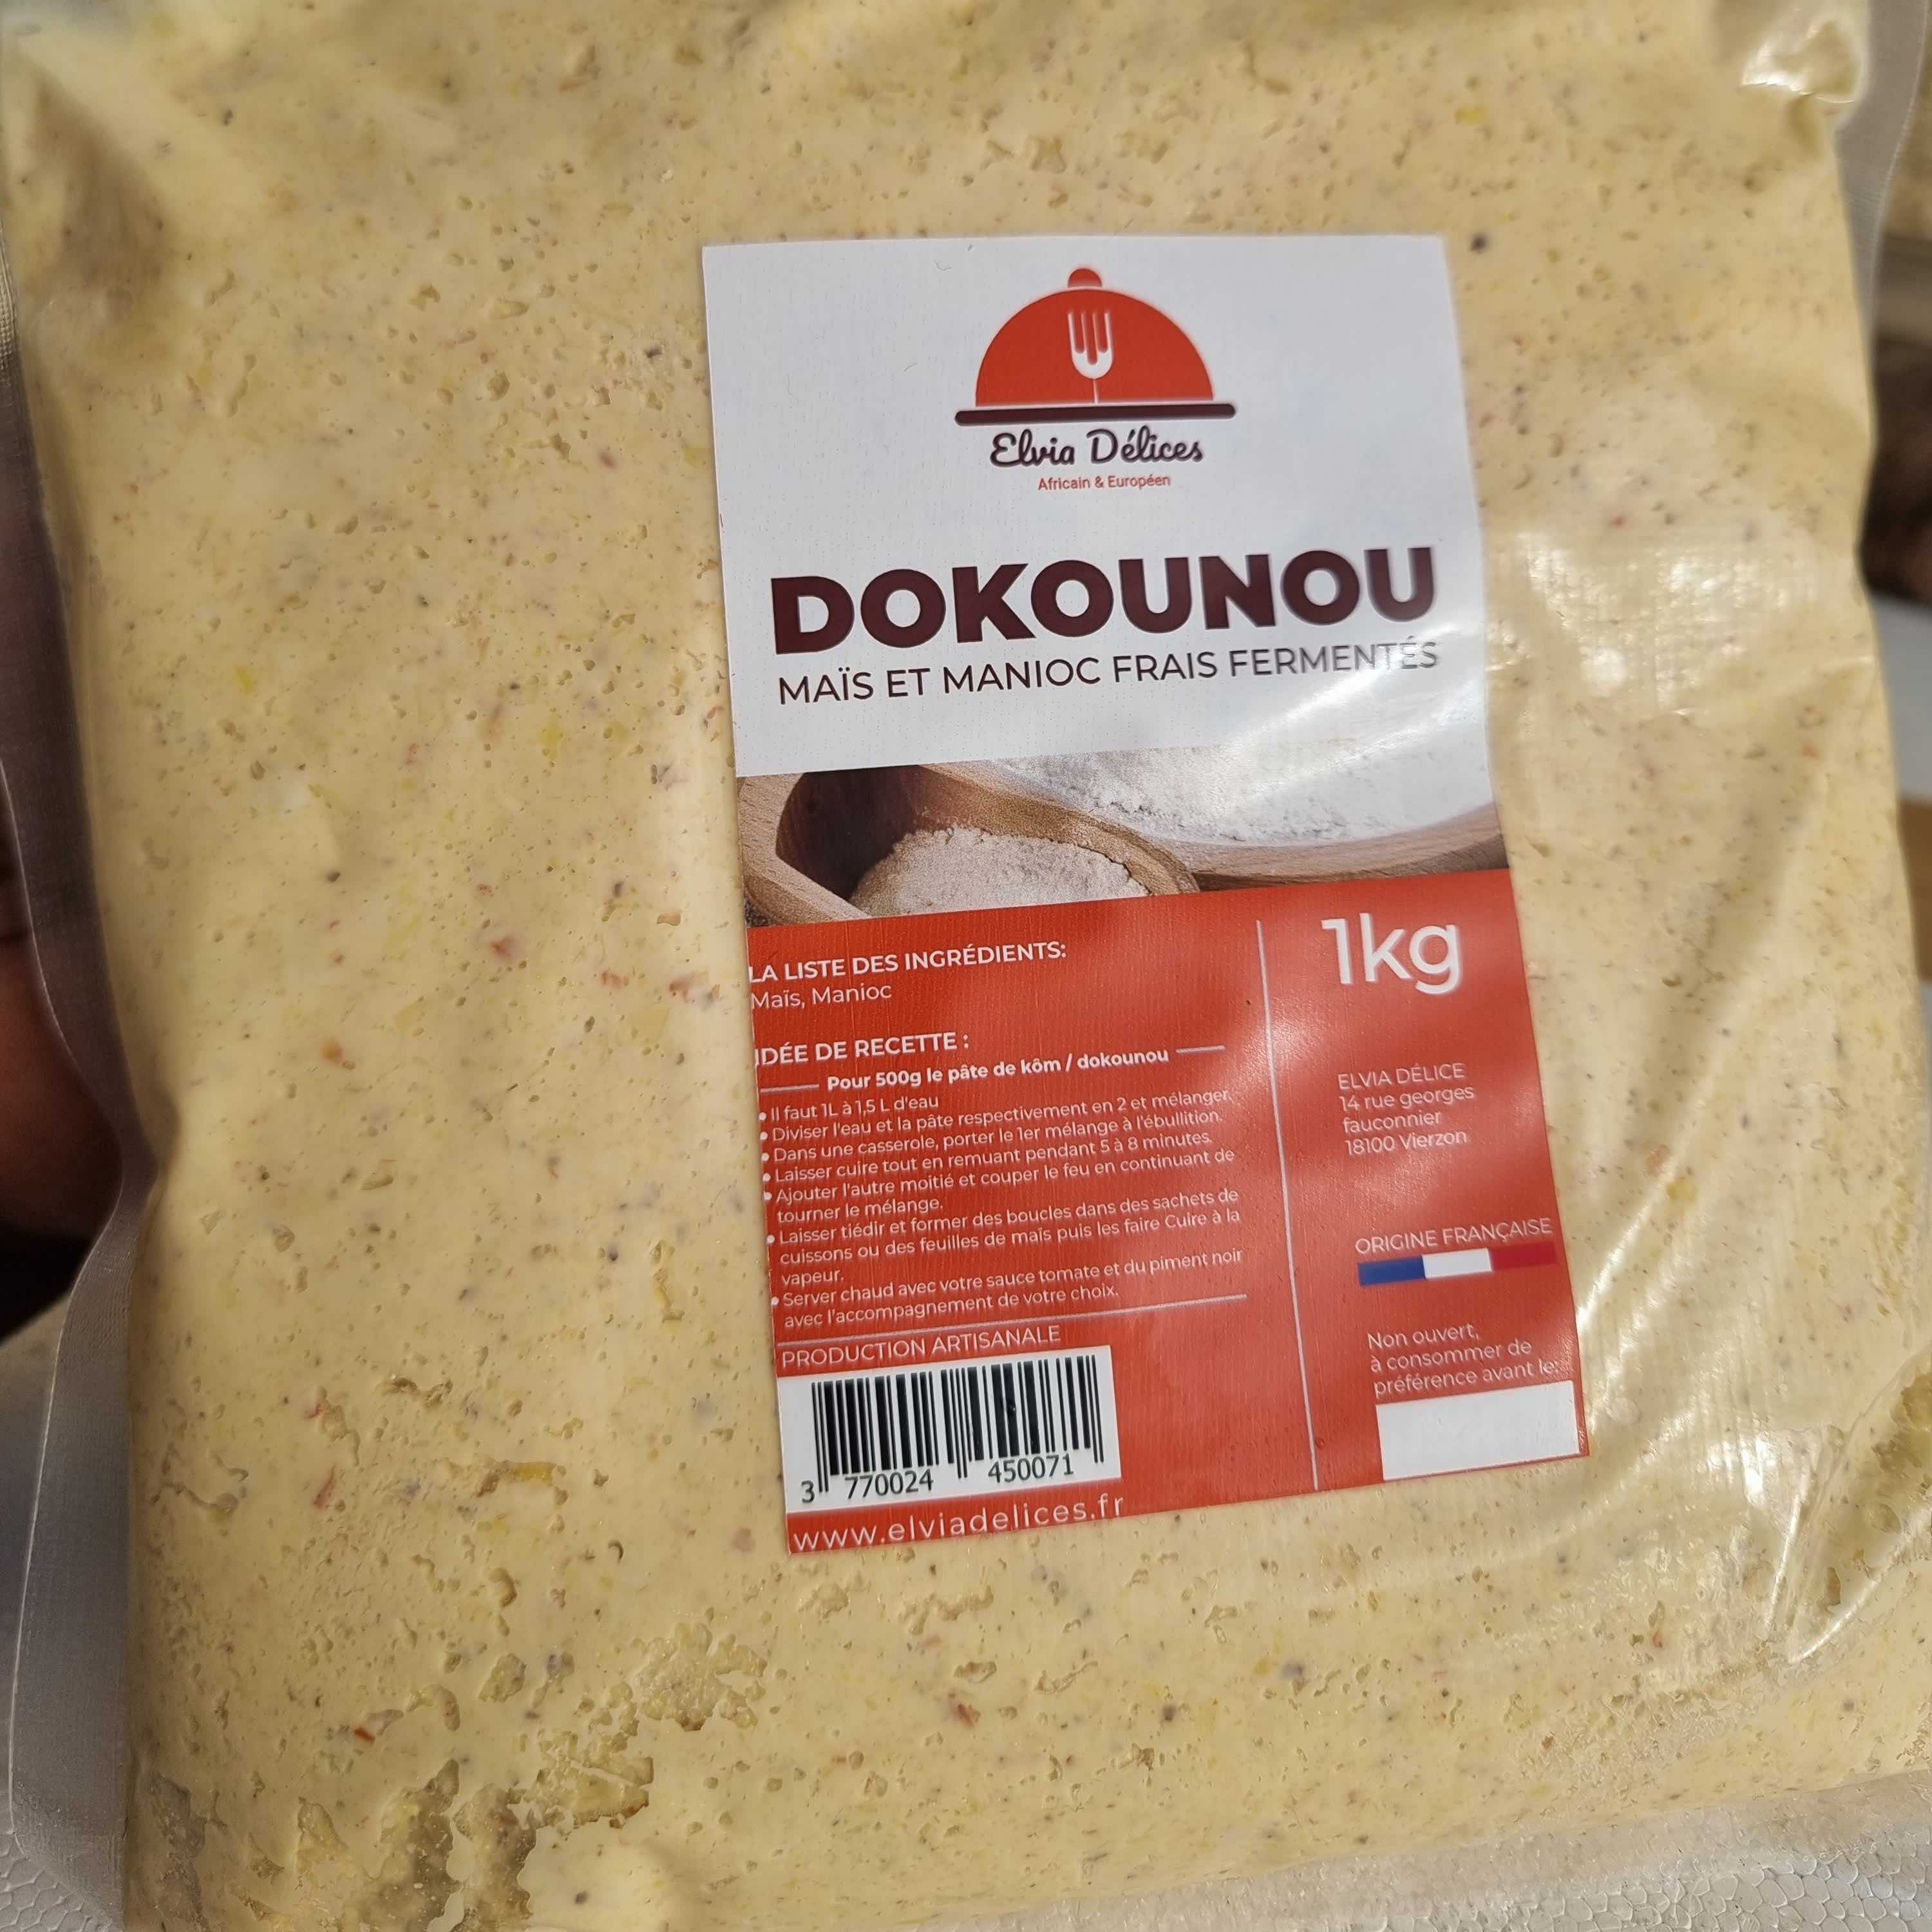 Elvia Délices
Africain & Européen
DOKOUNOU
MAÏS ET MANIOC FRAIS FERMENTÉS
LA LISTE DES INGRÉDIENTS:
Maïs, Manioc
IDÉE DE RECETTE :
Pour 500g le pâte de kôm / dokounou
• Il faut 1L à 1,5 L d'eau
• Diviser l'eau et la pâte respectivement en 2 et mélanger.
• Dans une casserole, porter le 1er mélange à l'ébullition.
• Laisser cuire tout en remuant pendant 5 à 8 minutes.
• Ajouter l'autre moitié et couper le feu en continuant de
tourner le mélange.
• Laisser tiédir et former des boucles dans des sachets de
cuissons ou des feuilles de maïs puis les faire Cuire à la
vapeur.
• Server chaud avec votre sauce tomate et du piment noir
avec l'accompagnement de votre choix.
PRODUCTION ARTISANALE
3 770024 450071
www.elviadelices.fr
1kg
ELVIA DÉLICE
14 rue georges
fauconnier
18100 Vierzon
ORIGINE FRANÇAISE
Non ouvert,
à consommer de
préférence avant le: